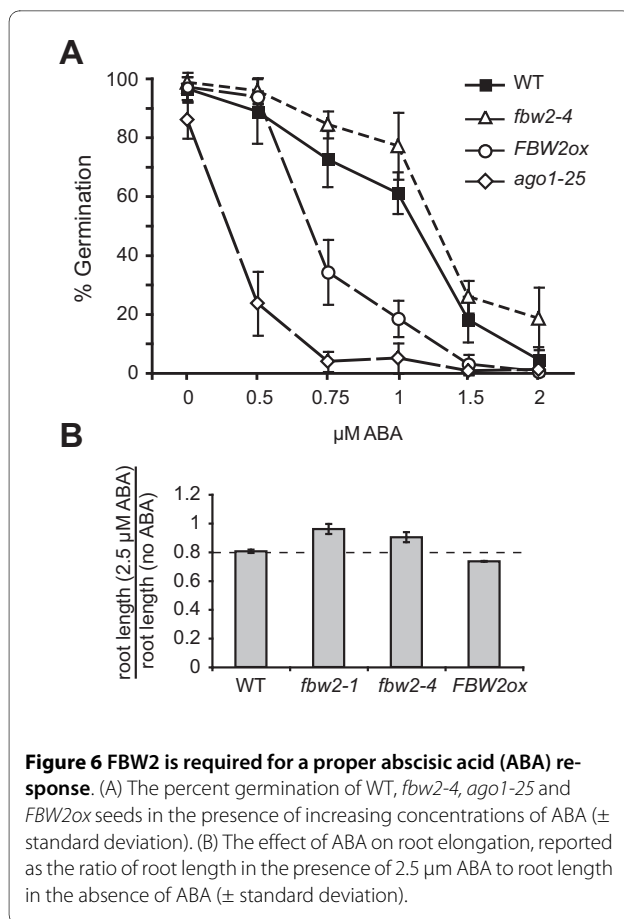 A
100
80
60
40
20
0
% Germination
WT
fbw2-4
FBW2ox
ago1-25
0 0.5 0.75 1 1.5 2
µM ABA
B
root length (2.5 µM ABA)
root length (no ABA)
1.2
1
0.8
0.6
0.4
0.2
0
WT fbw2-1 fbw2-4 FBW2ox
Figure 6 FBW2 is required for a proper abscisic acid (ABA) re-
sponse. (A) The percent germination of WT, fbw2-4, ago1-25 and
FBW2ox seeds in the presence of increasing concentrations of ABA (±
standard deviation). (B) The effect of ABA on root elongation, reported
as the ratio of root length in the presence of 2.5 µm ABA to root length
in the absence of ABA (± standard deviation).